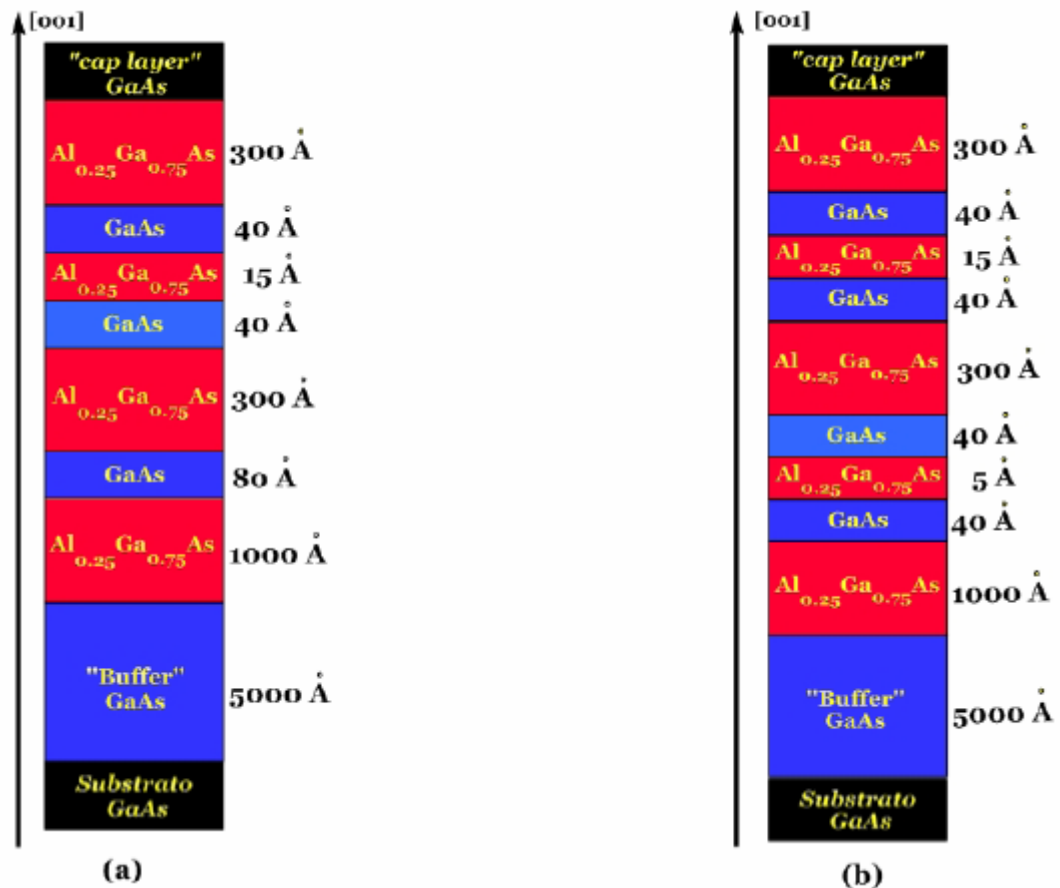 [001]
"cap layer"
GaAs
Al0.25Ga0.75As 300 Å
GaAs 40 Å
Al0.25Ga0.75As 15 Å
GaAs 40 Å
Al0.25Ga0.75As 300 Å
GaAs 80 Å
Al0.25Ga0.75As 1000 Å
"Buffer"
GaAs 5000 Å
Substrato
GaAs
(a)
[001]
"cap layer"
GaAs
Al0.25Ga0.75As 300 Å
GaAs 40 Å
Al0.25Ga0.75As 15 Å
GaAs 40 Å
Al0.25Ga0.75As 300 Å
GaAs 40 Å
Al0.25Ga0.75As 5 Å
GaAs 40 Å
Al0.25Ga0.75As 1000 Å
"Buffer"
GaAs 5000 Å
Substrato
GaAs
(b)